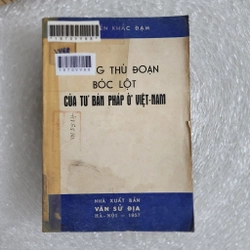 ỄN KHẮC ĐẠM
G THỦ ĐOẠN
BÓC LỘT
CỦA TƯ BẢN PHÁP Ở VIỆT-NAM
NHÀ XUẤT BẢN
VĂN SỬ ĐỊA
HÀ-NỘI — 1957